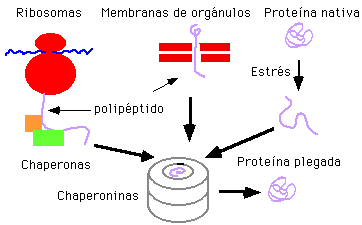 Ribosomas
Membranas de orgánulos
Proteína nativa
Estrés
polipéptido
Chaperonas
Proteína plegada
Chaperoninas